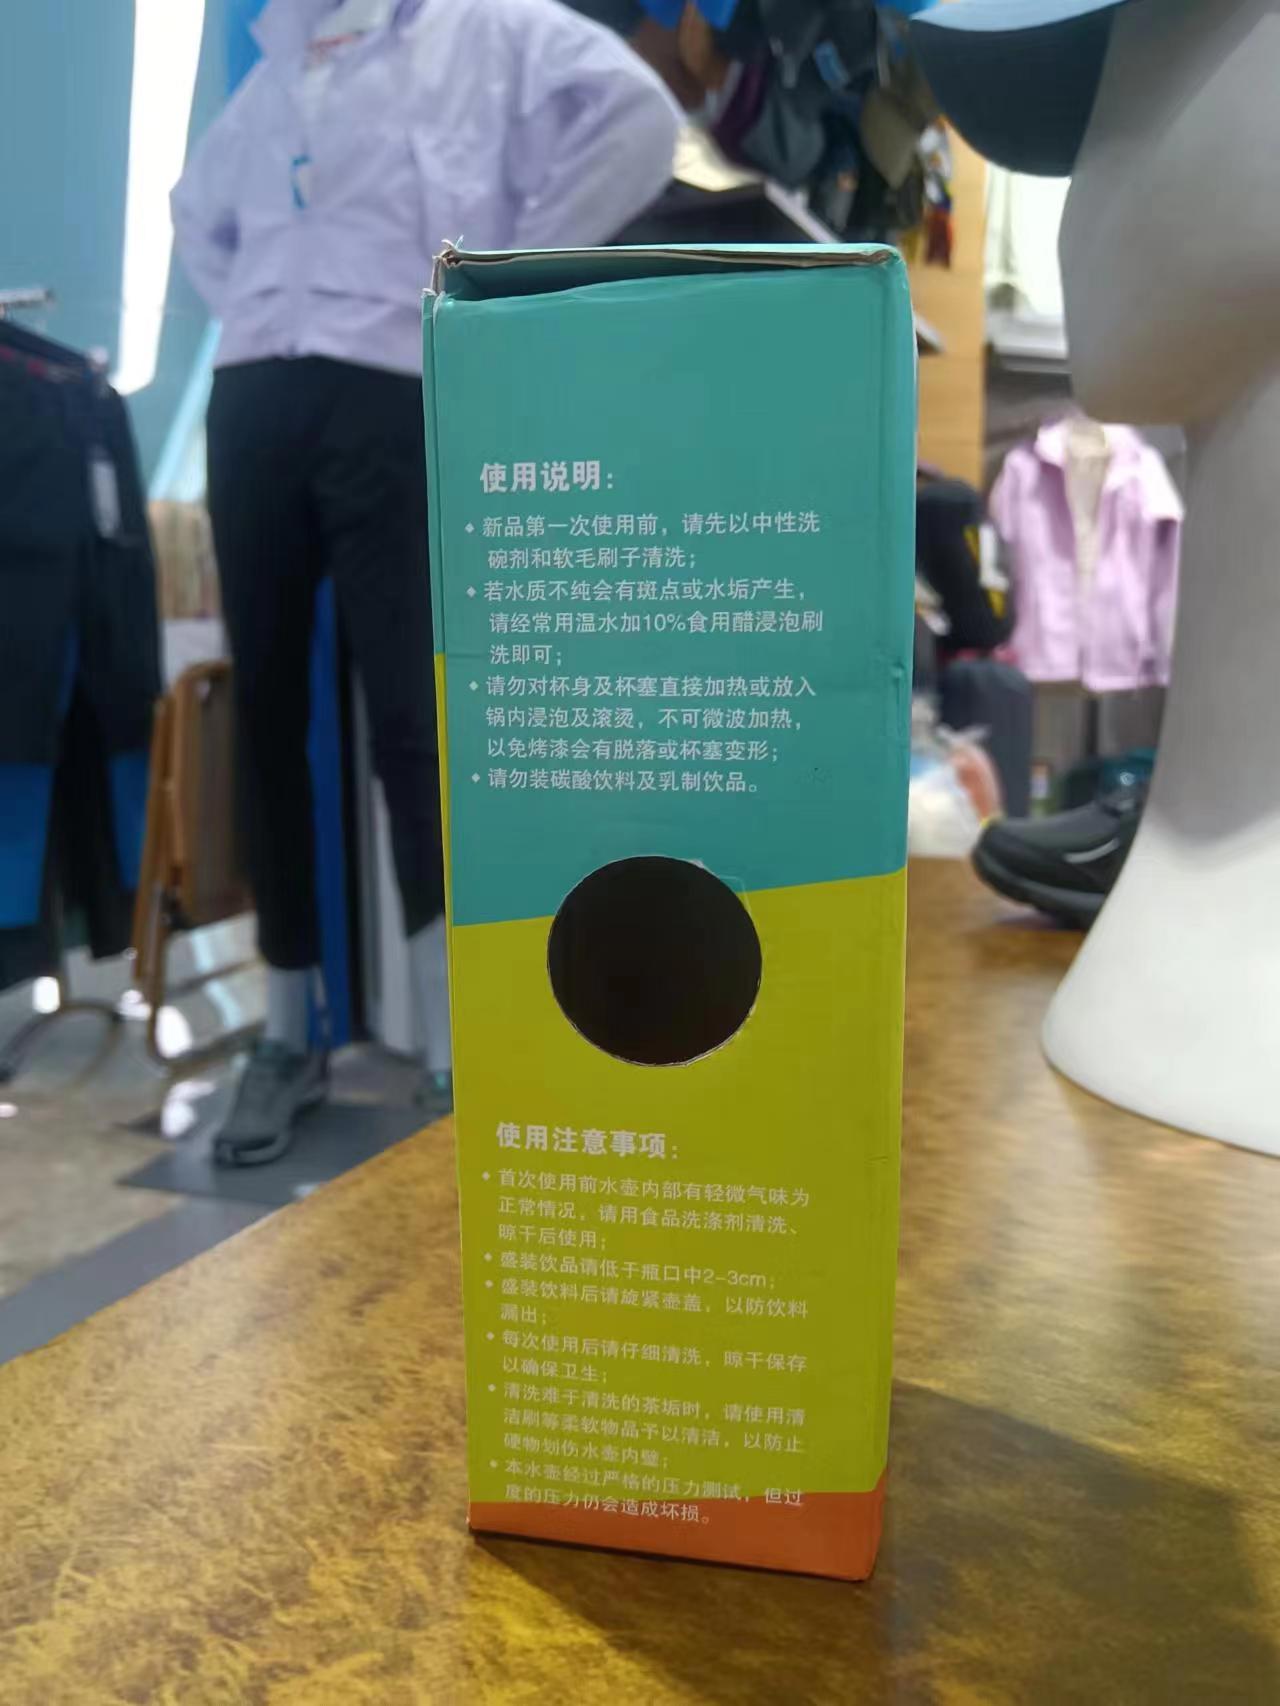 使用说明：
◆ 新品第一次使用前，请先以中性洗
碗剂和软毛刷子清洗；
◆ 若水质不纯会有斑点或水垢产生，
请经常用温水加10%食用醋浸泡刷
洗即可；
◆ 请勿对杯身及杯塞直接加热或放入
锅内浸泡及滚烫，不可微波加热，
以免烤漆会有脱落或杯塞变形；
◆ 请勿装碳酸饮料及乳制饮品。
使用注意事项：
◆ 首次使用前水壶内部有轻微气味为
正常情况，请用食品洗涤剂清洗、
晾干后使用；
◆ 盛装饮品请低于瓶口中2-3cm；
◆ 盛装饮料后请旋紧壶盖，以防饮料
漏出；
◆ 每次使用后请仔细清洗，晾干保存
以确保卫生；
◆ 清洗难于清洗的茶垢时，请使用清
洁刷等柔软物品予以清洁，以防止
硬物划伤水壶内壁；
◆ 本水壶经过严格的压力测试，但过
度的压力仍会造成坏损。